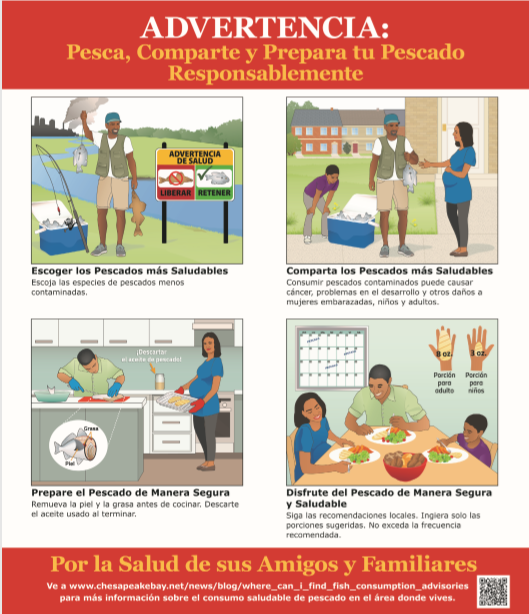 ADVERTENCIA:
Pesca, Comparte y Prepara tu Pescado
Responsablemente
ADVERTENCIA
DE SALUD
LIBERAR RETENER
Escoger los Pescados más Saludables
Escoja las especies de pescados menos
contaminadas.
Comparta los Pescados más Saludables
Consumir pescados contaminados puede causar
cáncer, problemas en el desarrollo y otros daños a
mujeres embarazadas, niños y adultos.
¡Descartar
el aceite de pescado!
Grasa
Piel
Prepare el Pescado de Manera Segura
Remueva la piel y la grasa antes de cocinar. Descarte
el aceite usado al terminar.
8 oz. 3 oz.
Porción Porción
para para
adulto niños
Disfrute del Pescado de Manera Segura
y Saludable
Siga las recomendaciones locales. Ingiera solo las
porciones sugeridas. No exceda la frecuencia
recomendada.
Por la Salud de sus Amigos y Familiares
Ve a www.chesapeakebay.net/news/blog/where_can_i_find_fish_consumption_advisories
para más información sobre el consumo saludable de pescado en el área donde vives.